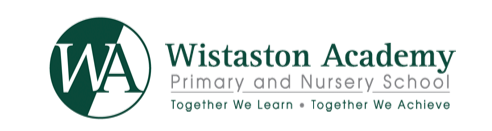 WA
Wistaston Academy
Primary and Nursery School
Together We Learn • Together We Achieve